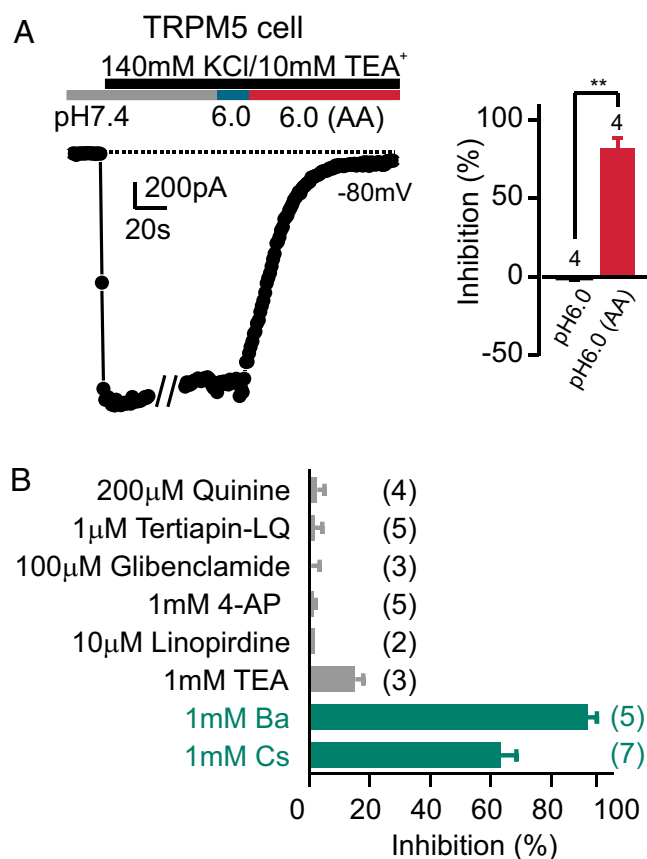 A
TRPM5 cell
140mM KCl/10mM TEA⁺
pH7.4 6.0 6.0 (AA)
200pA
20s
-80mV
Inhibition (%)
100
50
0
-50
**
4
4
pH6.0
pH6.0 (AA)
B
200μM Quinine (4)
1μM Tertiapin-LQ (5)
100μM Glibenclamide (3)
1mM 4-AP (5)
10μM Linopirdine (2)
1mM TEA (3)
1mM Ba (5)
1mM Cs (7)
0 20 40 60 80 100
Inhibition (%)